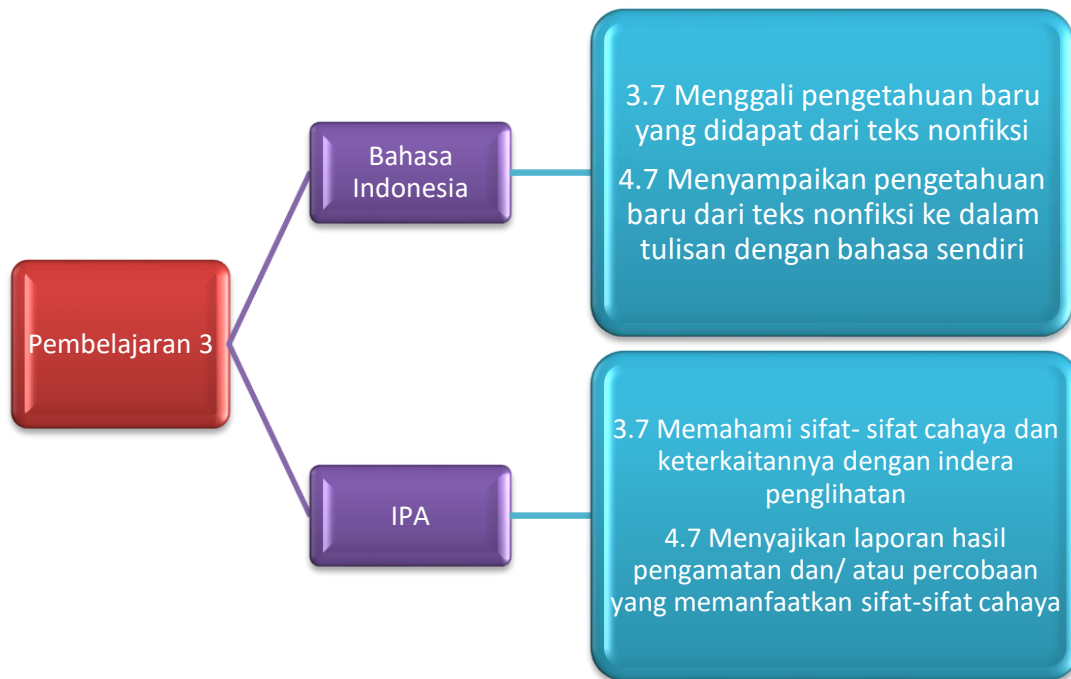 Pembelajaran 3
Bahasa
Indonesia
3.7 Menggali pengetahuan baru
yang didapat dari teks nonfiksi
4.7 Menyampaikan pengetahuan
baru dari teks nonfiksi ke dalam
tulisan dengan bahasa sendiri
IPA
3.7 Memahami sifat- sifat cahaya dan
keterkaitannya dengan indera
penglihatan
4.7 Menyajikan laporan hasil
pengamatan dan/ atau percobaan
yang memanfaatkan sifat-sifat cahaya